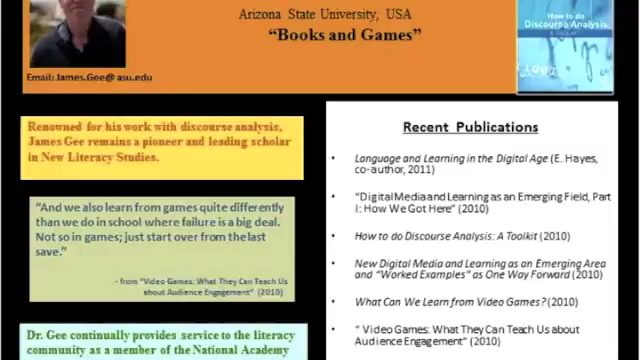 Arizona State University, USA
"Books and Games"
How to do
Discourse Analysis
Email: James.Gee@ asu.edu
Renowned for his work with discourse analysis,
James Gee remains a pioneer and leading scholar
in New Literacy Studies.
"And we also learn from games quite differently
than we do in school where failure is a big deal.
Not so in games; just start over from the last
save."
- from "Video Games: What They Can Teach Us
about Audience Engagement" (2010)
Dr. Gee continually provides service to the literacy
community as a member of the National Academy
Recent Publications
• Language and Learning in the Digital Age (E. Hayes,
co-author, 2011)
• "Digital Media and Learning as an Emerging Field, Part
I: How We Got Here" (2010)
• How to do Discourse Analysis: A Toolkit (2010)
• New Digital Media and Learning as an Emerging Area
and "Worked Examples" as One Way Forward (2010)
• What Can We Learn from Video Games? (2010)
• " Video Games: What They Can Teach Us about
Audience Engagement" (2010)